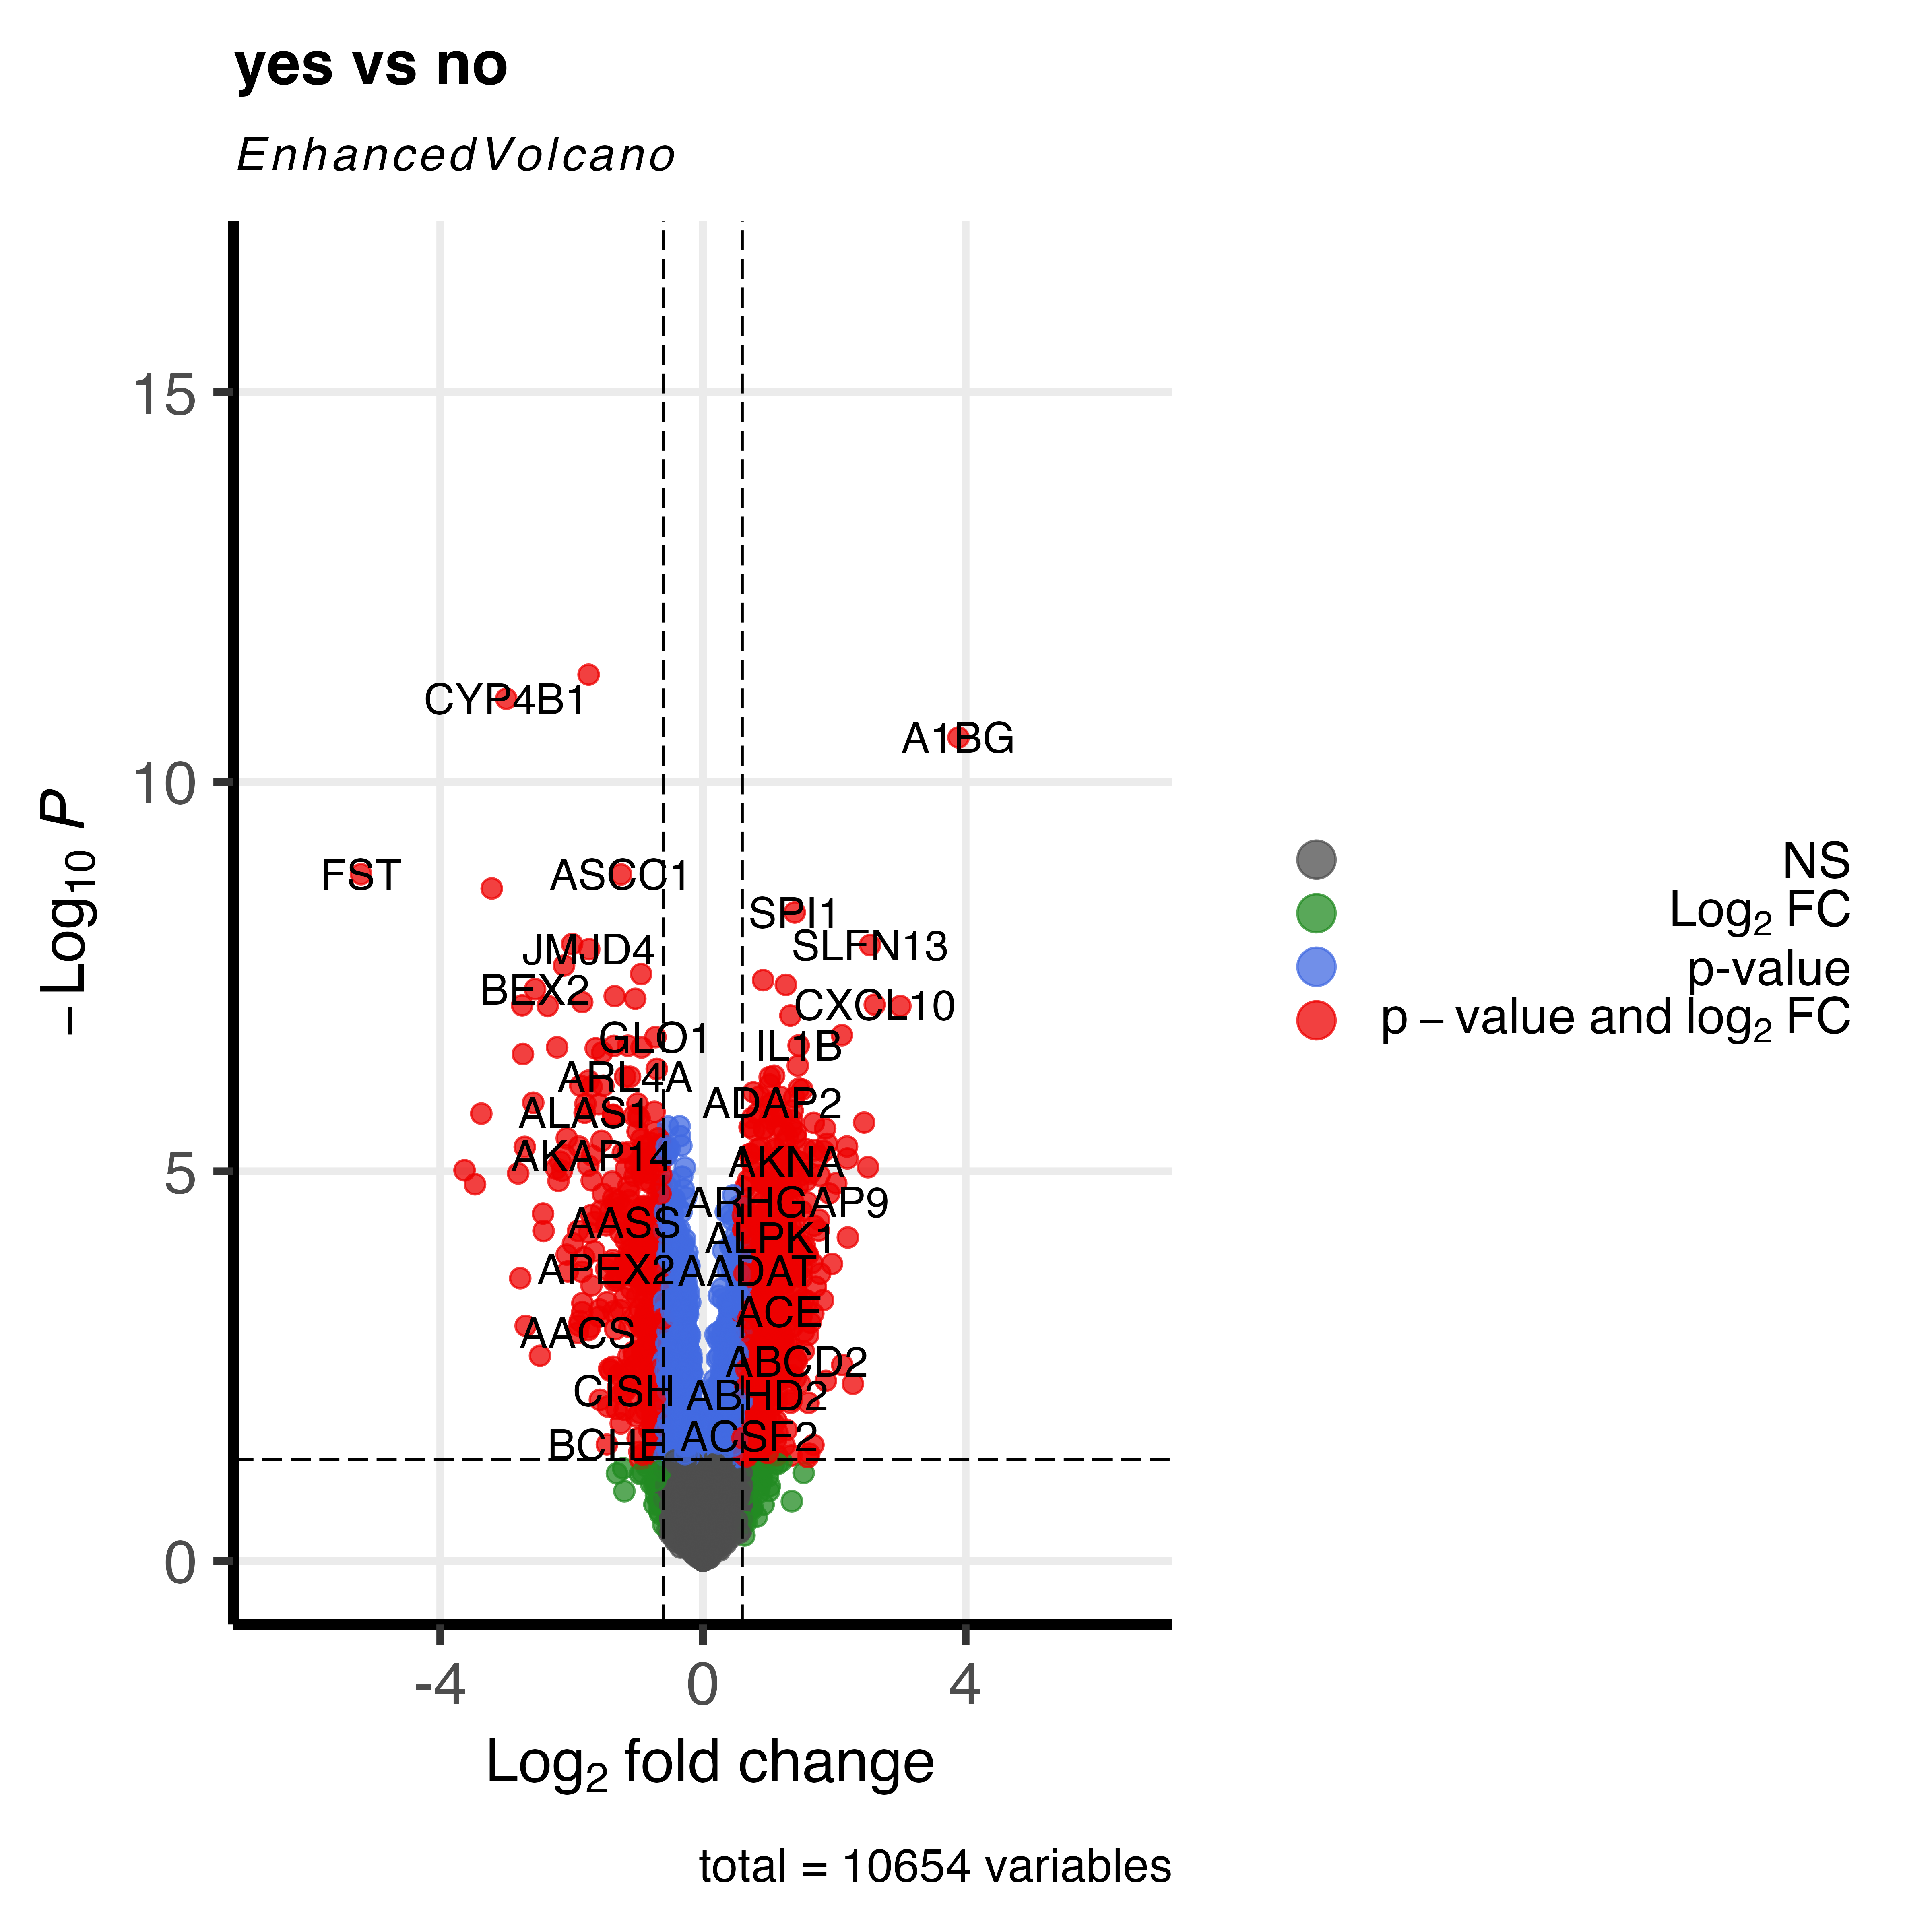 yes vs no
EnhancedVolcano
15
10
5
0
− Log10 P
CYP4B1
A1BG
FST
ASCC1
SPI1
JMJD4
SLFN13
BEX2
CXCL10
GLO1
IL1B
ARL4A
ADAP2
ALAS1
AKAP14
AKNA
ARHGAP9
AASS
ALPK1
APEX2
AADAT
ACE
AACS
ABCD2
CISH
ABHD2
ACSF2
BCHE
NS
Log2 FC
p-value
p − value and log2 FC
-4
0
4
Log2 fold change
total = 10654 variables